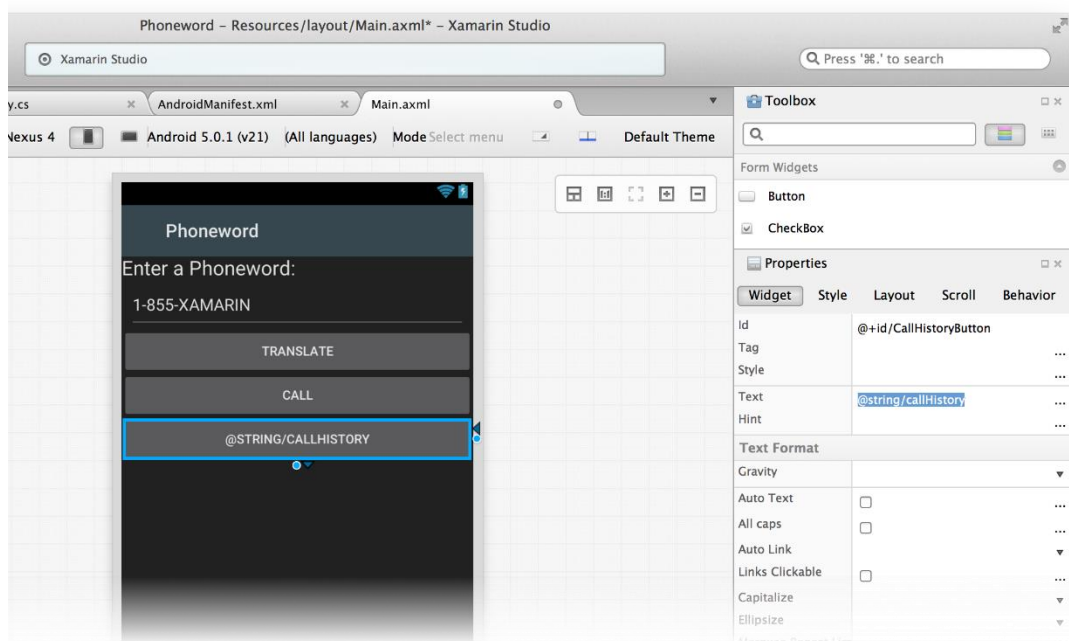 Phoneword – Resources/layout/Main.axml* – Xamarin Studio
Xamarin Studio
Press '⌘.' to search
y.cs
AndroidManifest.xml
Main.axml
Nexus 4
Android 5.0.1 (v21)
(All languages)
Mode Select menu
Default Theme
Phoneword
Enter a Phoneword:
1-855-XAMARIN
TRANSLATE
CALL
@STRING/CALLHISTORY
Toolbox
Form Widgets
Button
CheckBox
Properties
Widget Style Layout Scroll Behavior
Id @+id/CallHistoryButton
Tag ...
Style ...
Text @string/callHistory ...
Hint ...
Text Format
Gravity
Auto Text ...
All caps ...
Auto Link
Links Clickable ...
Capitalize
Ellipsize